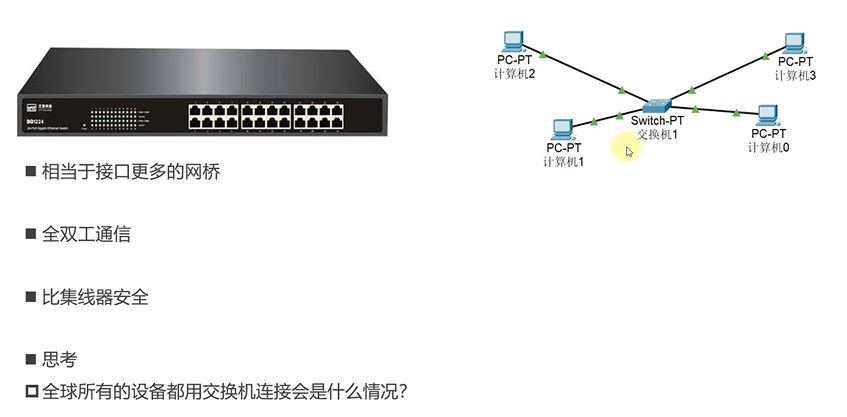 SG1224
PC-PT
计算机2
PC-PT
计算机3
Switch-PT
交换机1
PC-PT
计算机1
PC-PT
计算机0
■ 相当于接口更多的网桥
■ 全双工通信
■ 比集线器安全
■ 思考
全球所有的设备都用交换机连接会是什么情况?